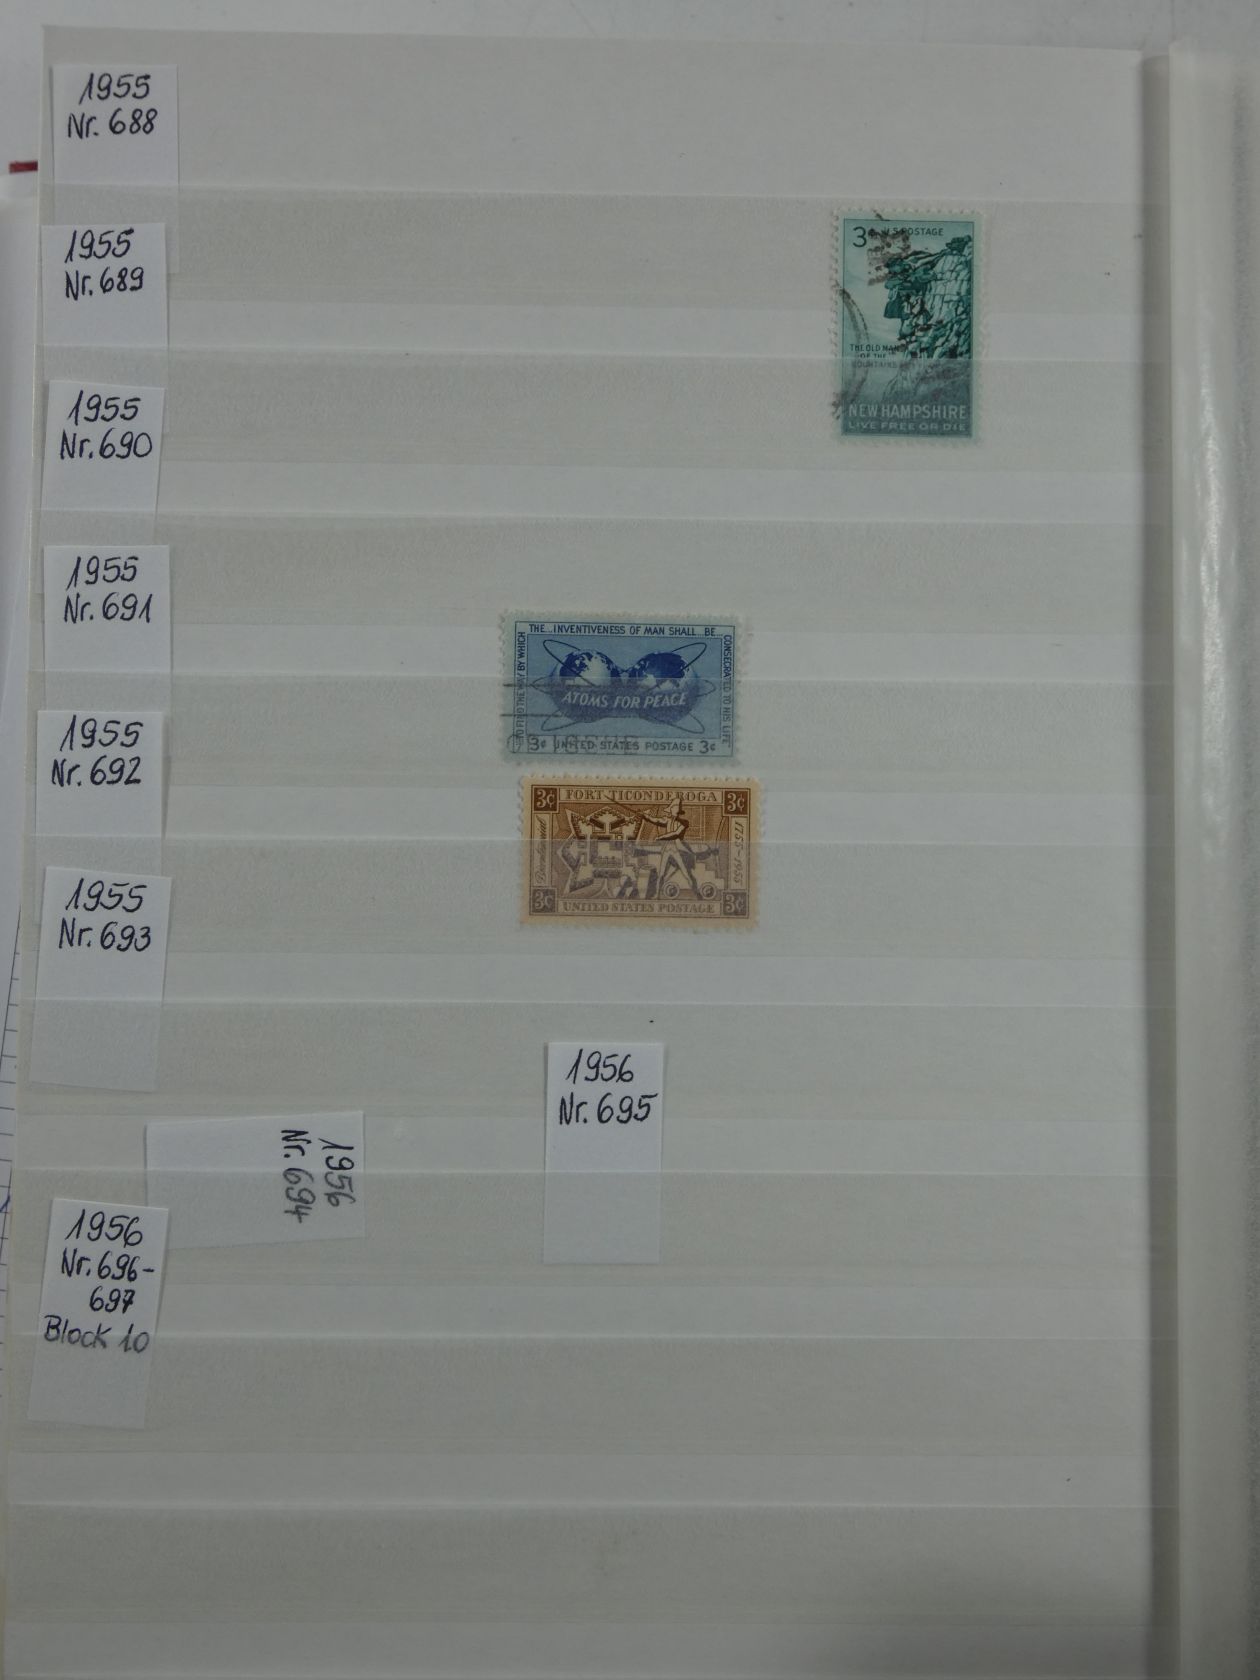 1955
Nr. 688
1955
Nr. 689
3¢ U.S. POSTAGE
THE OLD MAN
OF THE
MOUNTAINS
NEW HAMPSHIRE
LIVE FREE OR DIE
1955
Nr. 690
1955
Nr. 691
TO FIND THE WAY BY WHICH
THE...INVENTIVENESS OF MAN SHALL...BE
CONSECRATED TO HIS LIFE
ATOMS FOR PEACE
3¢ UNITED STATES POSTAGE 3¢
1955
Nr. 692
3¢ FORT TICONDEROGA 3¢
Bicentennial
1755-1955
3¢ UNITED STATES POSTAGE 3¢
1955
Nr. 693
1956
Nr. 695
1956
Nr. 694
1956
Nr. 696-
697
Block 10